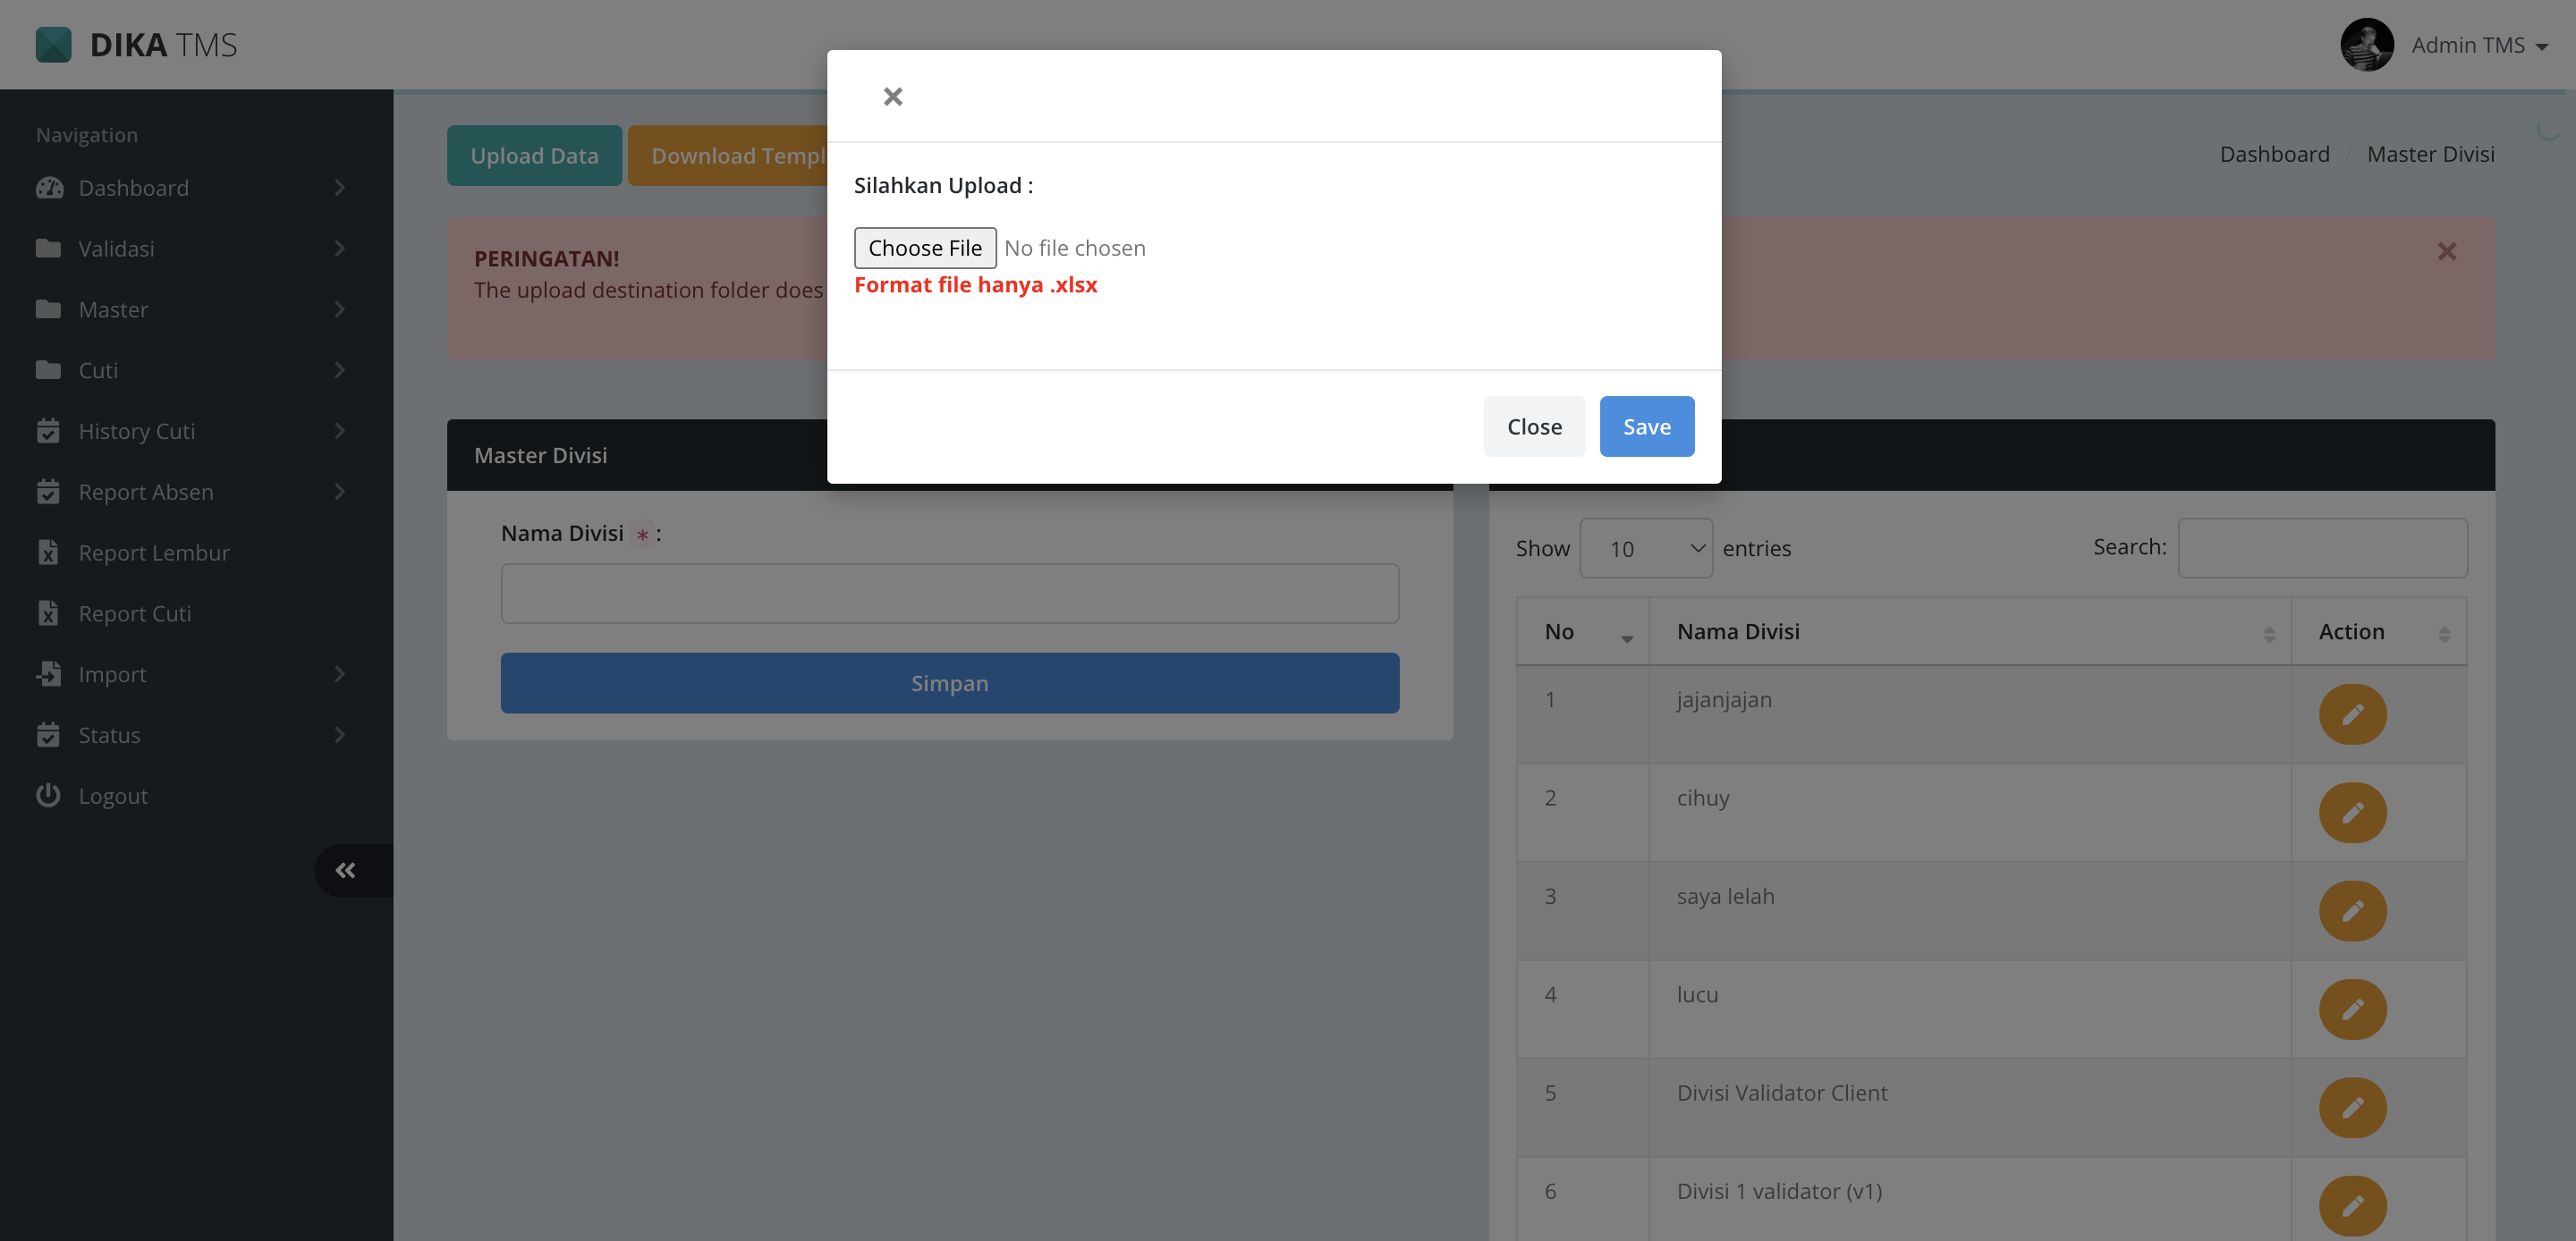 DIKA TMS
Admin TMS
Navigation
Dashboard
Validasi
Master
Cuti
History Cuti
Report Absen
Report Lembur
Report Cuti
Import
Status
Logout
Upload Data
Download Templ
Dashboard / Master Divisi
PERINGATAN!
The upload destination folder does
Silahkan Upload :
Choose File No file chosen
Format file hanya .xlsx
Close
Save
Master Divisi
Nama Divisi * :
Simpan
Show 10 entries
Search:
No Nama Divisi Action
1 jajanjajan
2 cihuy
3 saya lelah
4 lucu
5 Divisi Validator Client
6 Divisi 1 validator (v1)